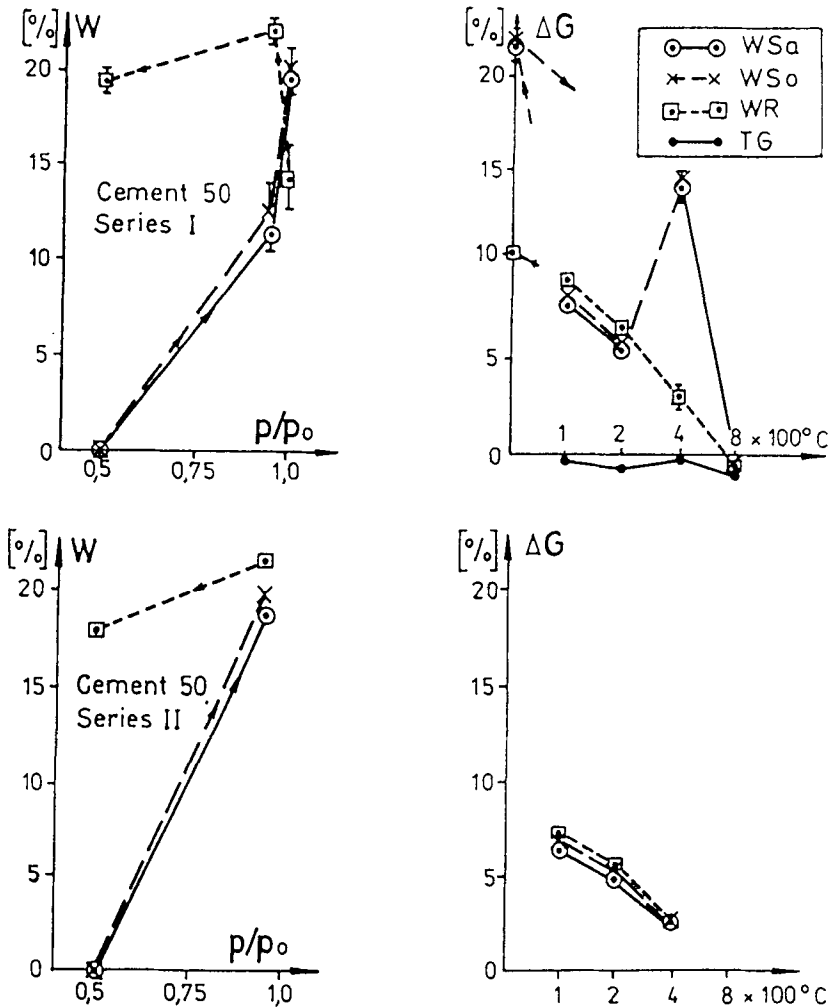 [%] W
20
15
10
5
0
0,5 0,75 1,0
p/p₀
Cement 50
Series I
[%] ΔG
20
15
10
5
0
1 2 4 8 × 100°C
WSa
WSo
WR
TG
[%] W
20
15
10
5
0
0,5 0,75 1,0
p/p₀
Cement 50
Series II
[%] ΔG
20
15
10
5
0
1 2 4 8 × 100°C